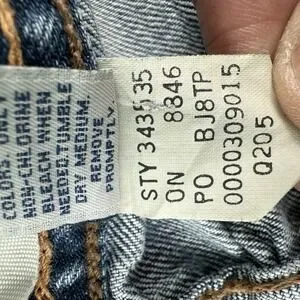 COLORS. ONLY
NON-CHLORINE
BLEACH WHEN
NEEDED.TUMBLE
DRY MEDIUM.
REMOVE
PROMPTLY.
STY 343535
ON 8846
PO BJ8TP
0000309015
Q205